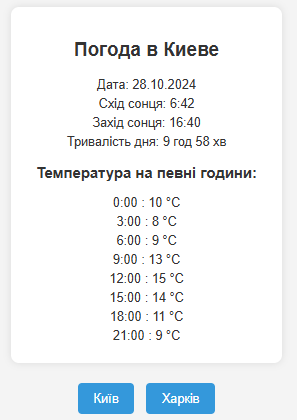 Погода в Киеве
Дата: 28.10.2024
Схід сонця: 6:42
Захід сонця: 16:40
Тривалість дня: 9 год 58 хв
Температура на певні години:
0:00 : 10 °C
3:00 : 8 °C
6:00 : 9 °C
9:00 : 13 °C
12:00 : 15 °C
15:00 : 14 °C
18:00 : 11 °C
21:00 : 9 °C
Київ Харків